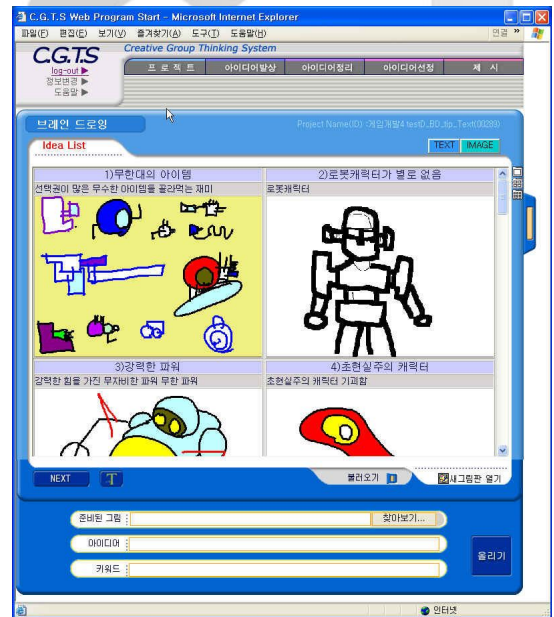 C.G.T.S Web Program Start - Microsoft Internet Explorer
파일(F) 편집(E) 보기(V) 즐겨찾기(A) 도구(T) 도움말(H) 연결 »
C.G.T.S Creative Group Thinking System
log-out ▶
정보변경 ▶
도움말 ▶
프 로 젝 트 아이디어발상 아이디어정리 아이디어선정 제 시
브레인 드로잉
Idea List
TEXT IMAGE
1)무한대의 아이템
선택권이 많은 무수한 아이템들 골라먹는 재미
2)로봇캐릭터가 별로 없음
로봇캐릭터
3)강력한 파워
강력한 힘을 가진 무자비한 파워 무한 파워
4)초현실주의 캐릭터
초현실주의 캐릭터 기괴함
NEXT T 불러오기 새그림판 열기
준비된 그림 : 찾아보기...
아이디어 :
키워드 :
올리기
인터넷